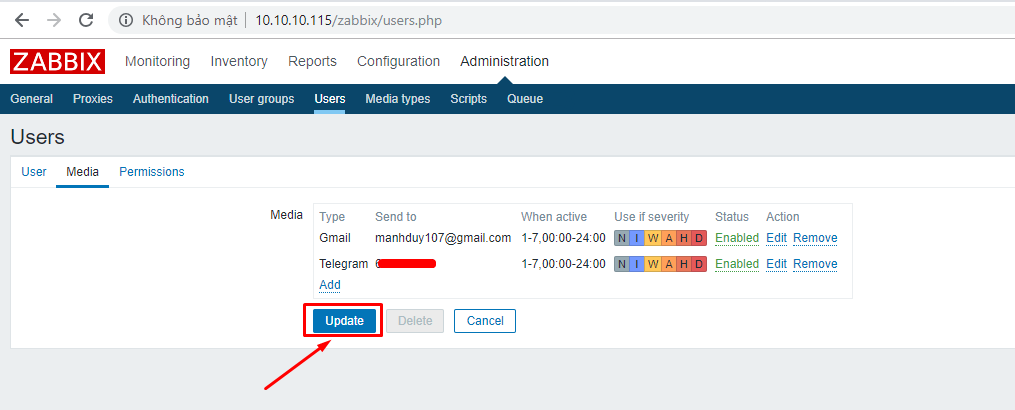 Không bảo mật | 10.10.10.115/zabbix/users.php
ZABBIX Monitoring Inventory Reports Configuration Administration
General Proxies Authentication User groups Users Media types Scripts Queue
Users
User Media Permissions
Media Type Send to When active Use if severity Status Action
Gmail manhduy107@gmail.com 1-7,00:00-24:00 N I W A H D Enabled Edit Remove
Telegram 1-7,00:00-24:00 N I W A H D Enabled Edit Remove
Add
Update Delete Cancel